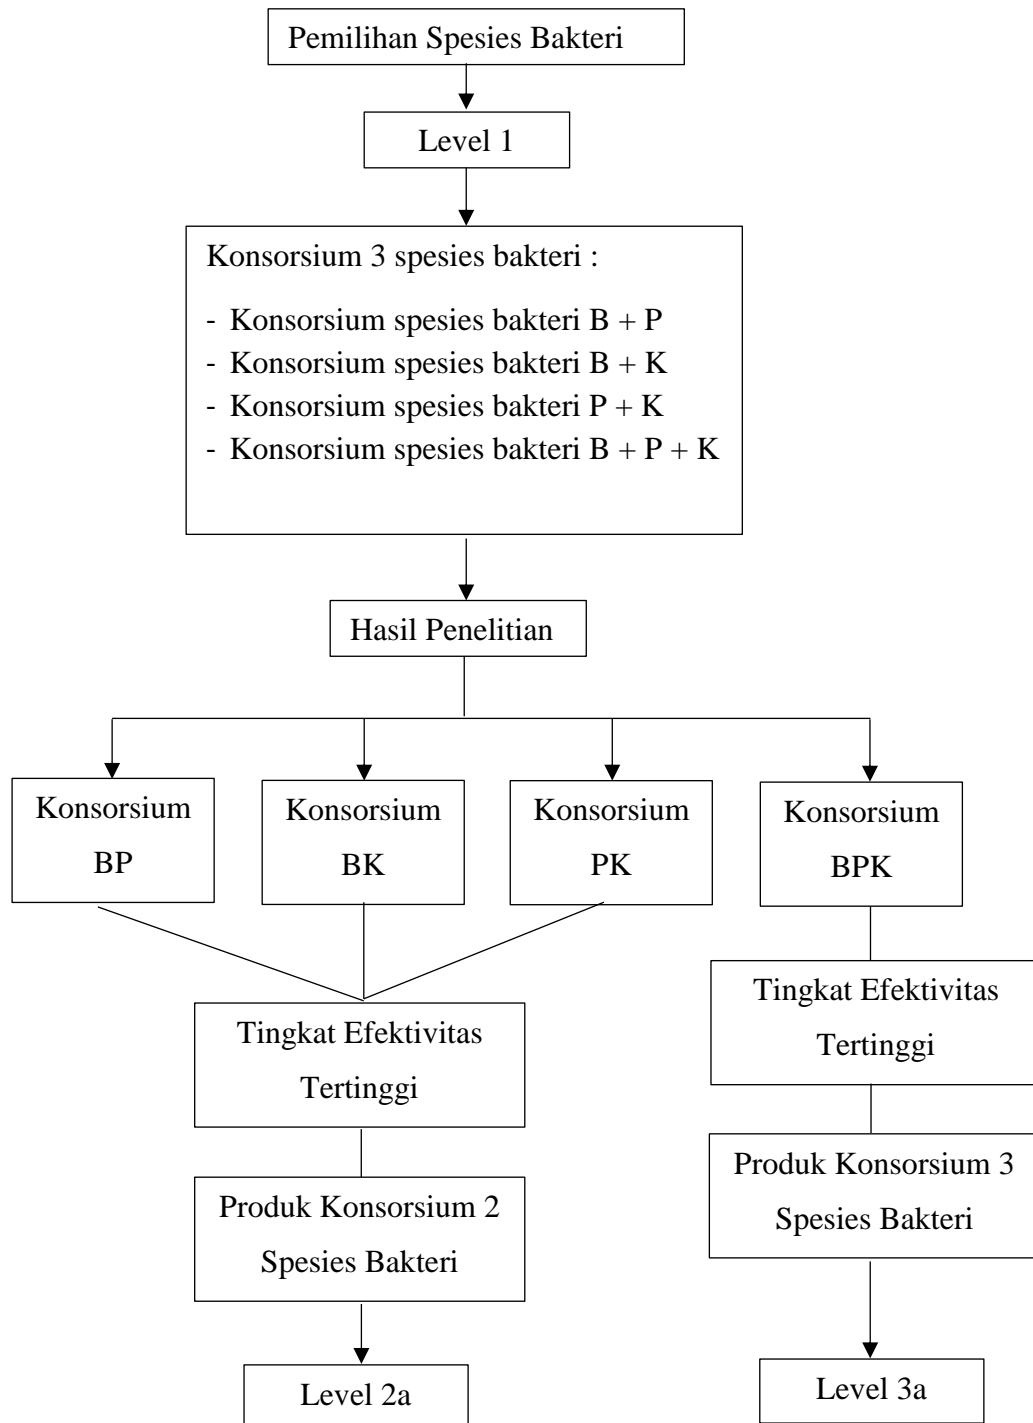 Pemilihan Spesies Bakteri
Level 1
Konsorsium 3 spesies bakteri :
- Konsorsium spesies bakteri B + P
- Konsorsium spesies bakteri B + K
- Konsorsium spesies bakteri P + K
- Konsorsium spesies bakteri B + P + K
Hasil Penelitian
Konsorsium
BP
Konsorsium
BK
Konsorsium
PK
Konsorsium
BPK
Tingkat Efektivitas
Tertinggi
Tingkat Efektivitas
Tertinggi
Produk Konsorsium 2
Spesies Bakteri
Produk Konsorsium 3
Spesies Bakteri
Level 2a
Level 3a